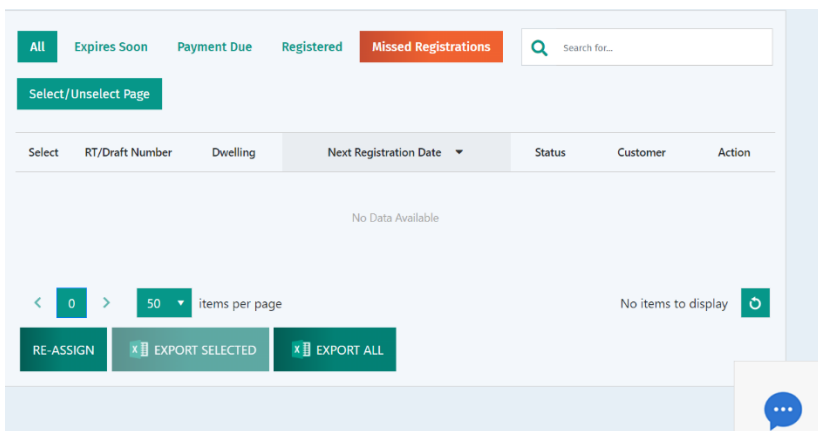 All Expires Soon Payment Due Registered Missed Registrations Search for...
Select/Unselect Page
Select RT/Draft Number Dwelling Next Registration Date Status Customer Action
No Data Available
0 50 items per page No items to display
RE-ASSIGN EXPORT SELECTED EXPORT ALL